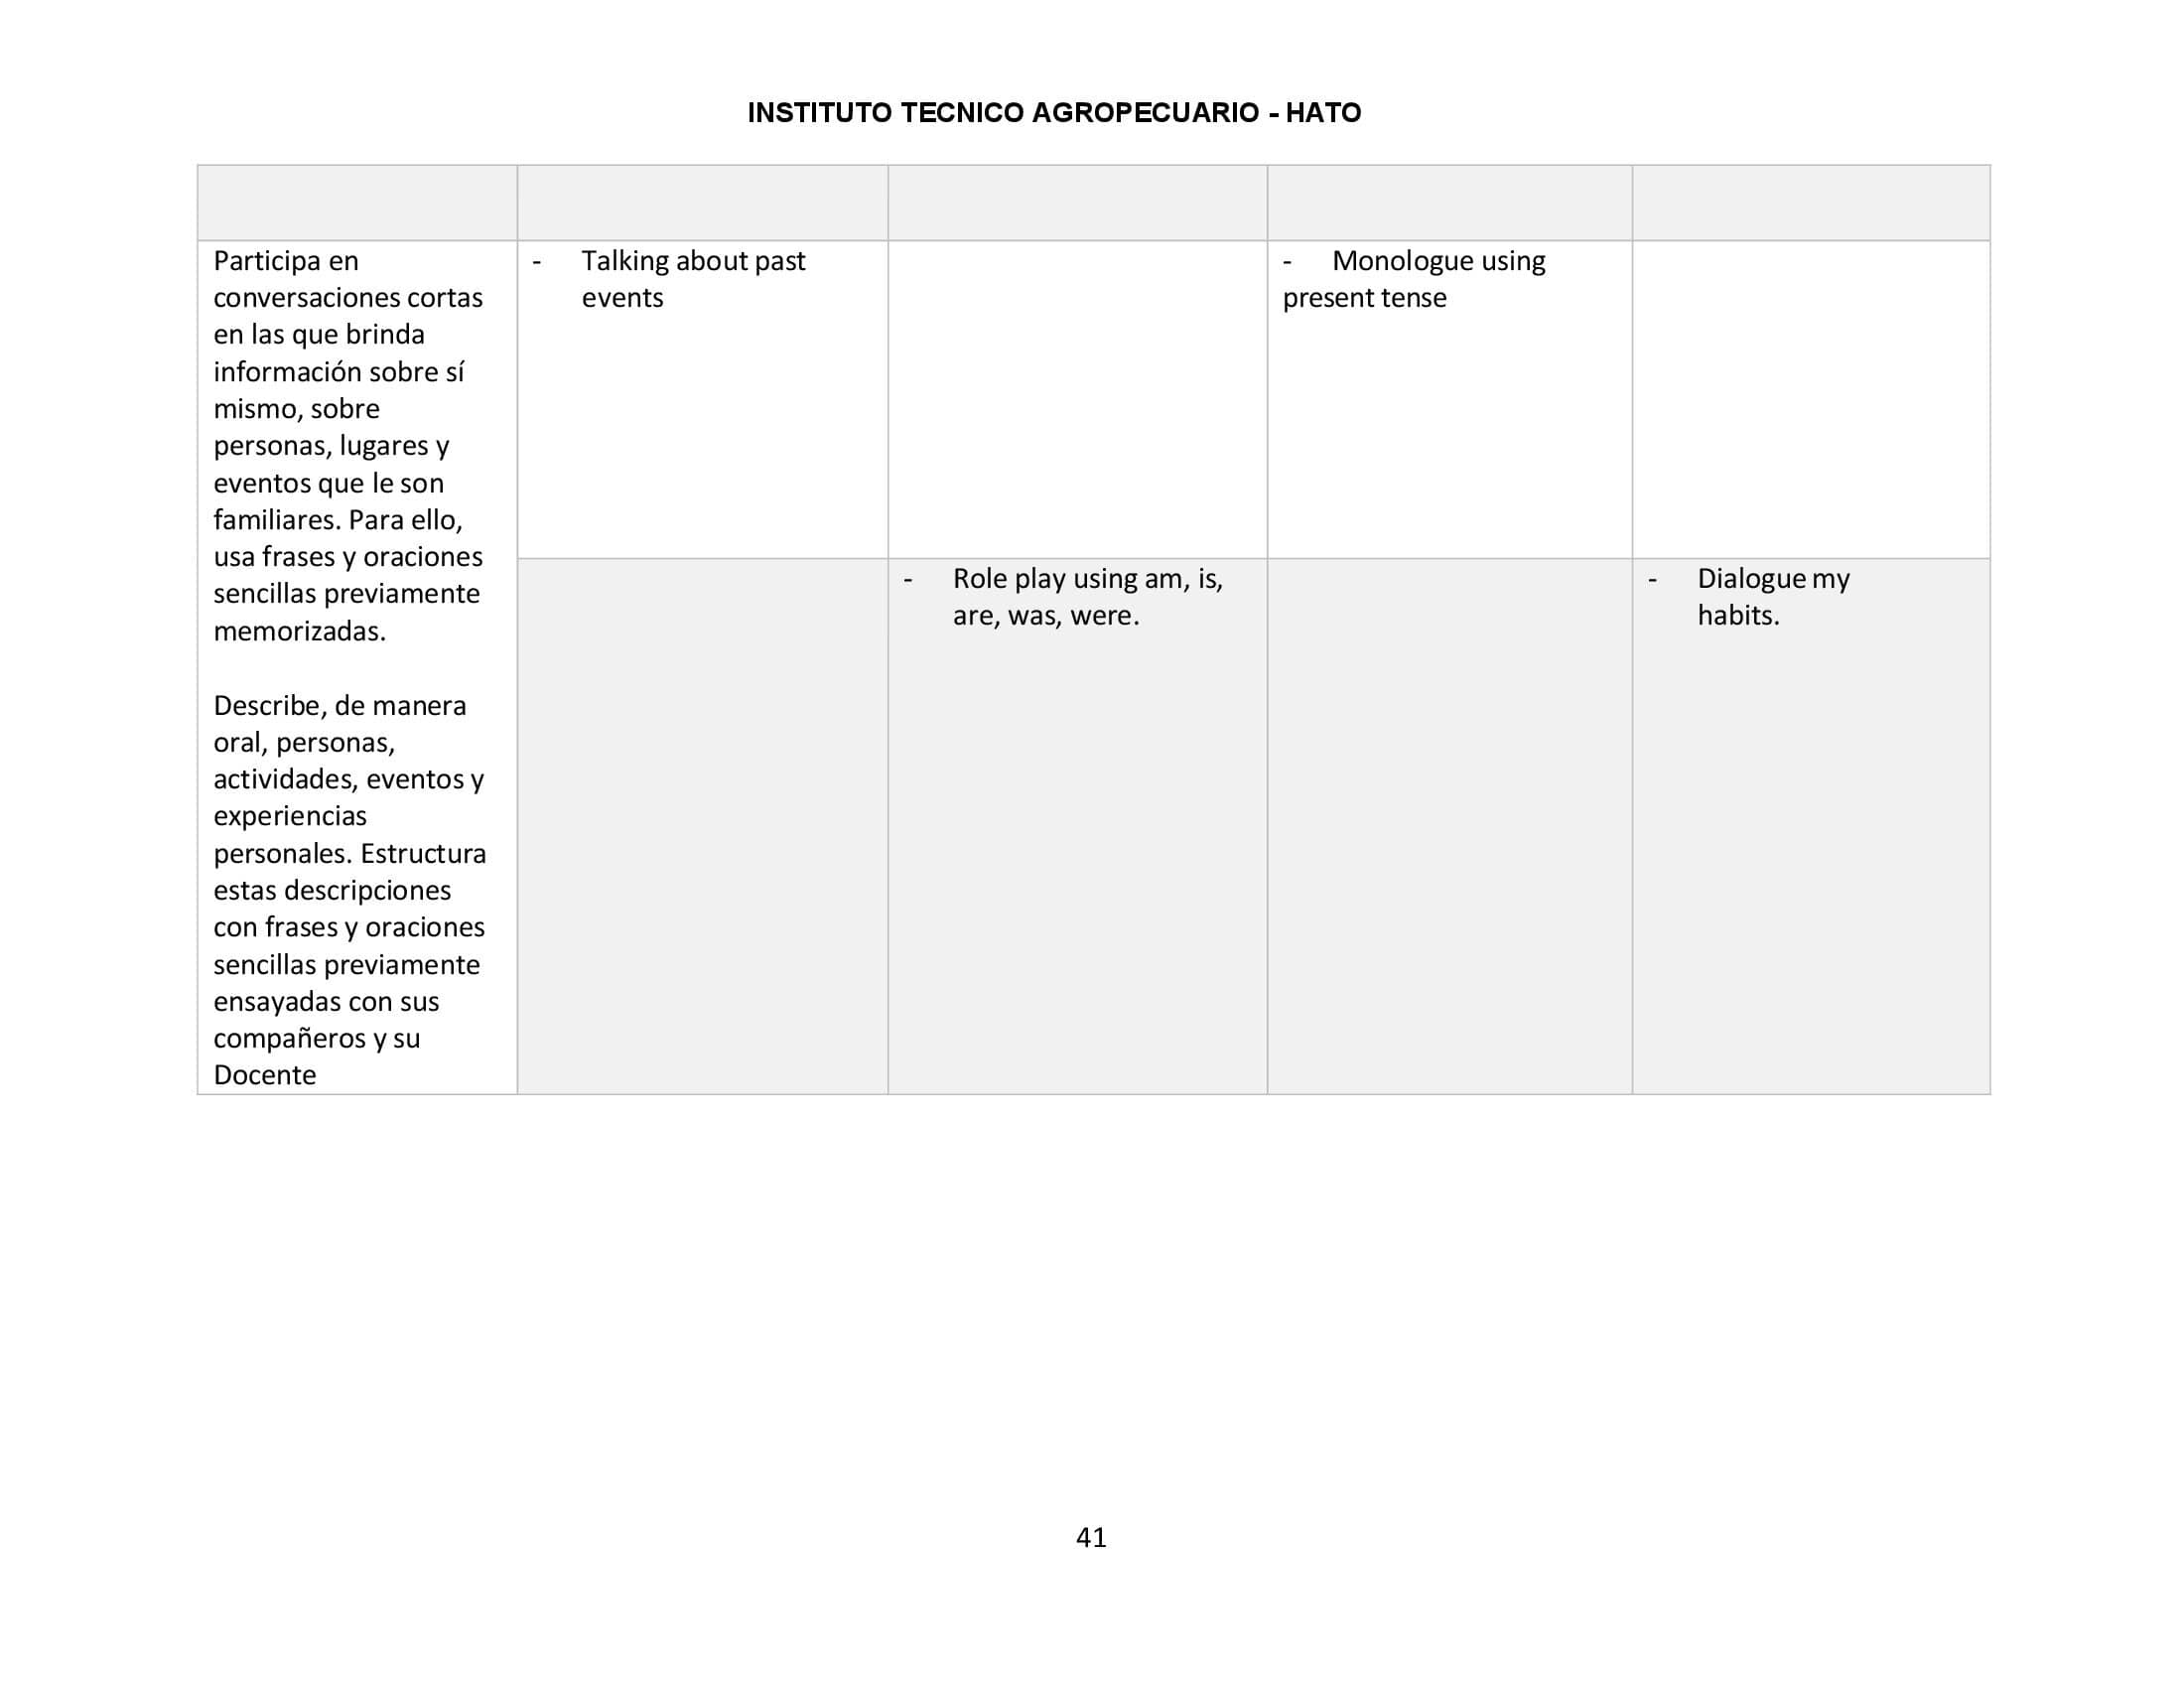 INSTITUTO TECNICO AGROPECUARIO - HATO
Participa en
conversaciones cortas
en las que brinda
información sobre sí
mismo, sobre
personas, lugares y
eventos que le son
familiares. Para ello,
usa frases y oraciones
sencillas previamente
memorizadas.
Describe, de manera
oral, personas,
actividades, eventos y
experiencias
personales. Estructura
estas descripciones
con frases y oraciones
sencillas previamente
ensayadas con sus
compañeros y su
Docente
- Talking about past
events
- Monologue using
present tense
- Role play using am, is,
are, was, were.
- Dialogue my
habits.
41